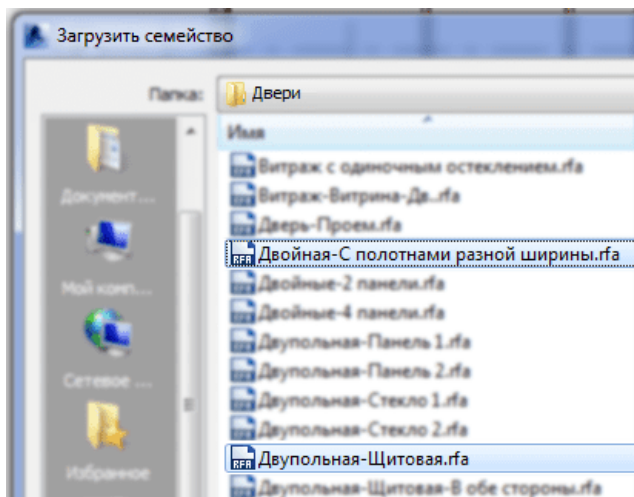 Загрузить семейство
Папка:
Двери
Имя
Витраж с одиночным остеклением.rfa
Витраж-Витрина-Дв..rfa
Дверь-Проем.rfa
Двойная-С полотнами разной ширины.rfa
Двойные-2 панели.rfa
Двойные-4 панели.rfa
Двупольная-Панель 1.rfa
Двупольная-Панель 2.rfa
Двупольная-Стекло 1.rfa
Двупольная-Стекло 2.rfa
Двупольная-Щитовая.rfa
Двупольная-Щитовая-В обе стороны.rfa
Документ...
Мой комп...
Сетевое ...
Избранное